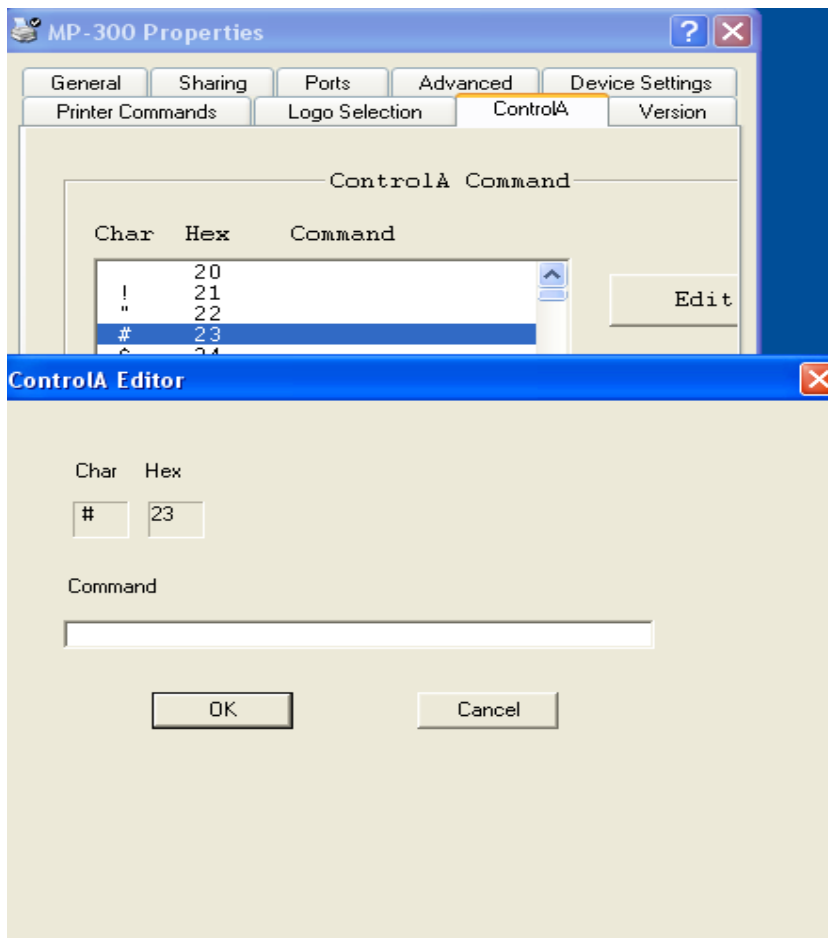 MP-300 Properties
General Sharing Ports Advanced Device Settings
Printer Commands Logo Selection ControlA Version
ControlA Command
Char Hex Command
20
! 21
" 22
# 23
$ 24
Edit
ControlA Editor
Char Hex
# 23
Command
OK Cancel